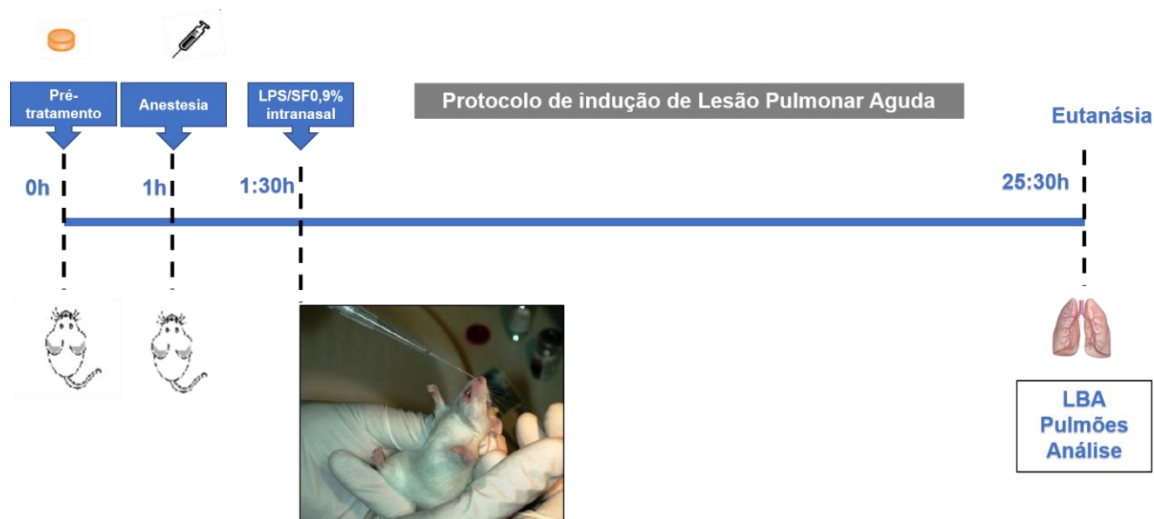 Pré-
tratamento
Anestesia
LPS/SF0,9%
intranasal
Protocolo de indução de Lesão Pulmonar Aguda
Eutanásia
0h
1h
1:30h
25:30h
LBA
Pulmões
Análise